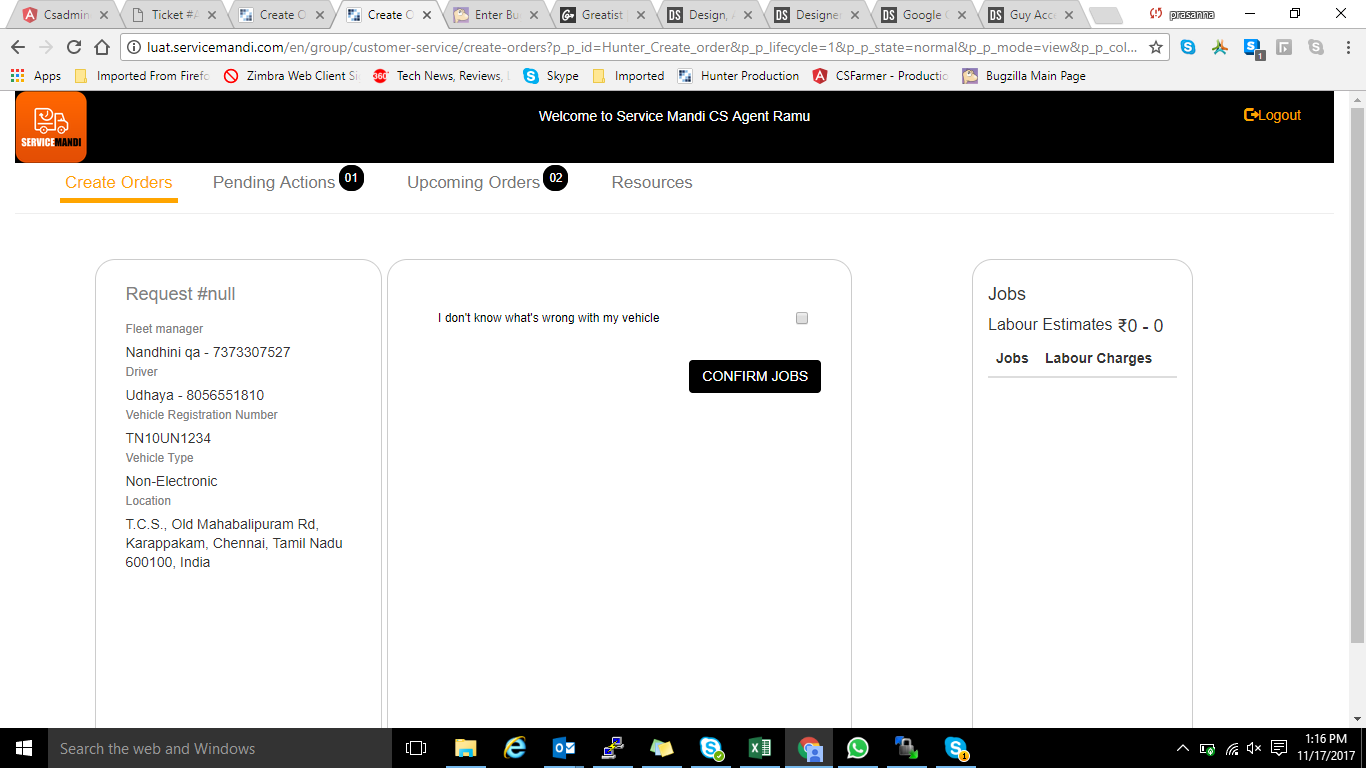 Csadmin
Ticket #A
Create O
Create O
Enter Bu
Greatist
Design, A
Designer
Google
Guy Acca
prasanna
luat.servicemandi.com/en/group/customer-service/create-orders?p_p_id=Hunter_Create_order&p_p_lifecycle=1&p_p_state=normal&p_p_mode=view&p_p_col...
1
Apps
Imported From Firefo
Zimbra Web Client Si
360°
Tech News, Reviews, L
Skype
Imported
Hunter Production
CSFarmer - Productio
Bugzilla Main Page
SERVICEMANDI
Welcome to Service Mandi CS Agent Ramu
Logout
Create Orders
Pending Actions 01
Upcoming Orders 02
Resources
Request #null
Fleet manager
Nandhini qa - 7373307527
Driver
Udhaya - 8056551810
Vehicle Registration Number
TN10UN1234
Vehicle Type
Non-Electronic
Location
T.C.S., Old Mahabalipuram Rd,
Karappakam, Chennai, Tamil Nadu
600100, India
I don't know what's wrong with my vehicle
CONFIRM JOBS
Jobs
Labour Estimates ₹0 - 0
Jobs Labour Charges
Search the web and Windows
1
1:16 PM
11/17/2017